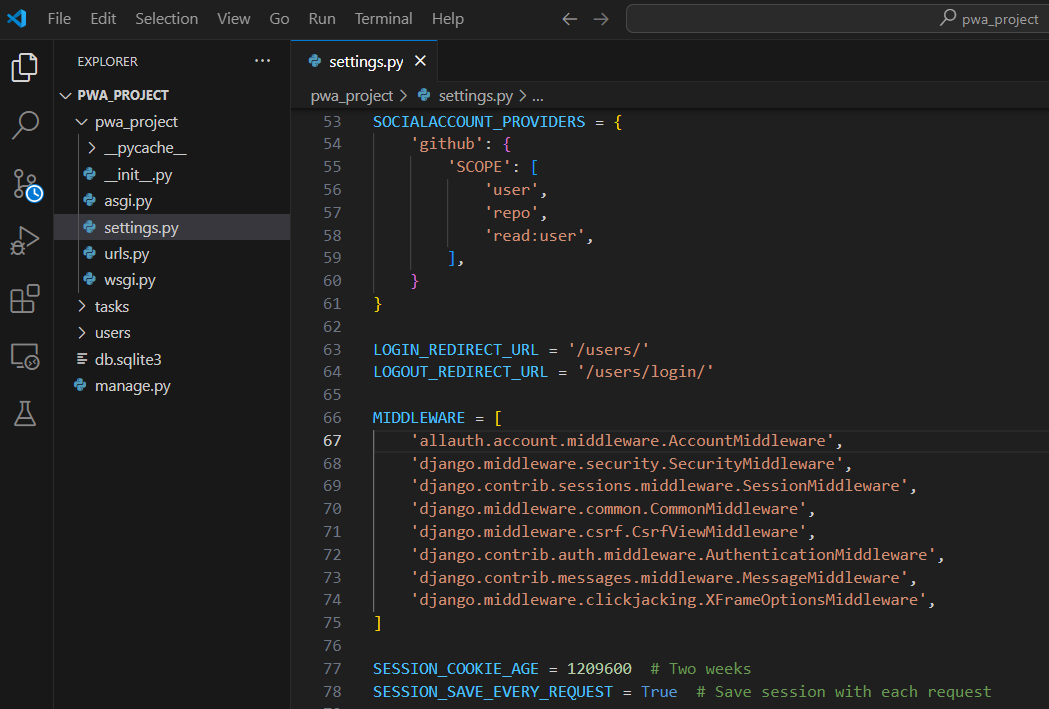 File Edit Selection View Go Run Terminal Help
pwa_project
EXPLORER
PWA_PROJECT
pwa_project
__pycache__
__init__.py
asgi.py
settings.py
urls.py
wsgi.py
tasks
users
db.sqlite3
manage.py
settings.py
pwa_project > settings.py > ...
53 SOCIALACCOUNT_PROVIDERS = {
54     'github': {
55         'SCOPE': [
56             'user',
57             'repo',
58             'read:user',
59         ],
60     }
61 }
62
63 LOGIN_REDIRECT_URL = '/users/'
64 LOGOUT_REDIRECT_URL = '/users/login/'
65
66 MIDDLEWARE = [
67     'allauth.account.middleware.AccountMiddleware',
68     'django.middleware.security.SecurityMiddleware',
69     'django.contrib.sessions.middleware.SessionMiddleware',
70     'django.middleware.common.CommonMiddleware',
71     'django.middleware.csrf.CsrfViewMiddleware',
72     'django.contrib.auth.middleware.AuthenticationMiddleware',
73     'django.contrib.messages.middleware.MessageMiddleware',
74     'django.middleware.clickjacking.XFrameOptionsMiddleware',
75 ]
76
77 SESSION_COOKIE_AGE = 1209600  # Two weeks
78 SESSION_SAVE_EVERY_REQUEST = True  # Save session with each request